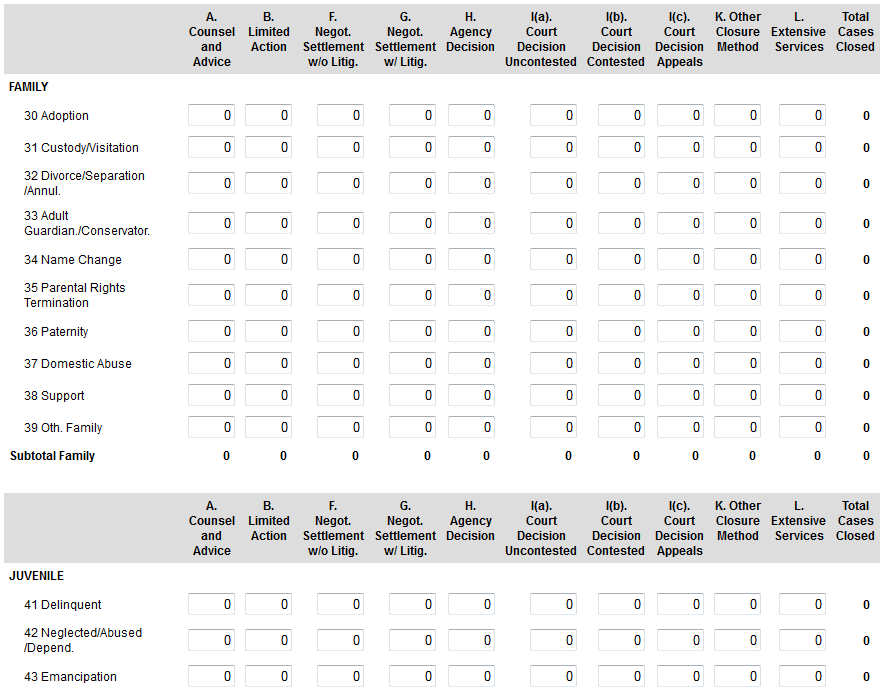 A. Counsel and Advice B. Limited Action F. Negot. Settlement w/o Litig. G. Negot. Settlement w/ Litig. H. Agency Decision I(a). Court Decision Uncontested I(b). Court Decision Contested I(c). Court Decision Appeals K. Other Closure Method L. Extensive Services Total Cases Closed
FAMILY
30 Adoption 0 0 0 0 0 0 0 0 0 0 0
31 Custody/Visitation 0 0 0 0 0 0 0 0 0 0 0
32 Divorce/Separation
/Annul. 0 0 0 0 0 0 0 0 0 0 0
33 Adult
Guardian./Conservator. 0 0 0 0 0 0 0 0 0 0 0
34 Name Change 0 0 0 0 0 0 0 0 0 0 0
35 Parental Rights
Termination 0 0 0 0 0 0 0 0 0 0 0
36 Paternity 0 0 0 0 0 0 0 0 0 0 0
37 Domestic Abuse 0 0 0 0 0 0 0 0 0 0 0
38 Support 0 0 0 0 0 0 0 0 0 0 0
39 Oth. Family 0 0 0 0 0 0 0 0 0 0 0
Subtotal Family 0 0 0 0 0 0 0 0 0 0 0
A. Counsel and Advice B. Limited Action F. Negot. Settlement w/o Litig. G. Negot. Settlement w/ Litig. H. Agency Decision I(a). Court Decision Uncontested I(b). Court Decision Contested I(c). Court Decision Appeals K. Other Closure Method L. Extensive Services Total Cases Closed
JUVENILE
41 Delinquent 0 0 0 0 0 0 0 0 0 0 0
42 Neglected/Abused
/Depend. 0 0 0 0 0 0 0 0 0 0 0
43 Emancipation 0 0 0 0 0 0 0 0 0 0 0